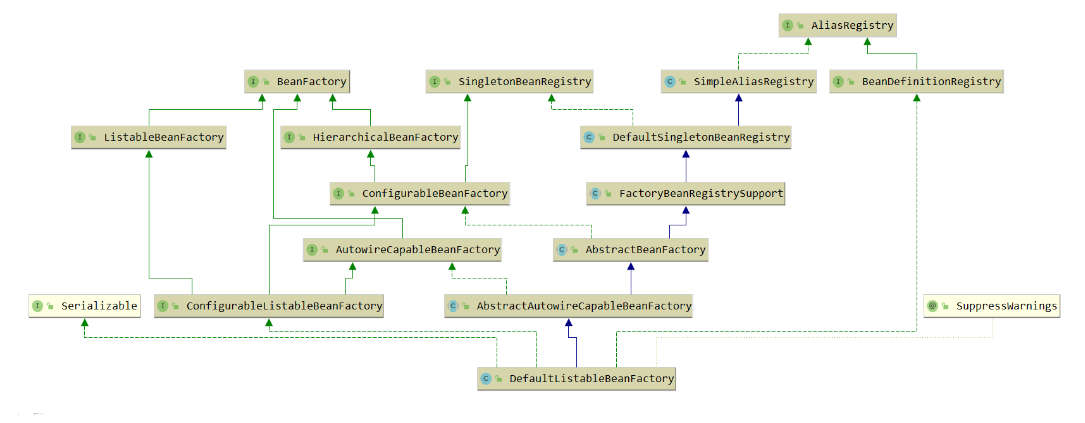 AliasRegistry
BeanFactory
SingletonBeanRegistry
SimpleAliasRegistry
BeanDefinitionRegistry
ListableBeanFactory
HierarchicalBeanFactory
DefaultSingletonBeanRegistry
ConfigurableBeanFactory
FactoryBeanRegistrySupport
AutowireCapableBeanFactory
AbstractBeanFactory
Serializable
ConfigurableListableBeanFactory
AbstractAutowireCapableBeanFactory
SuppressWarnings
DefaultListableBeanFactory